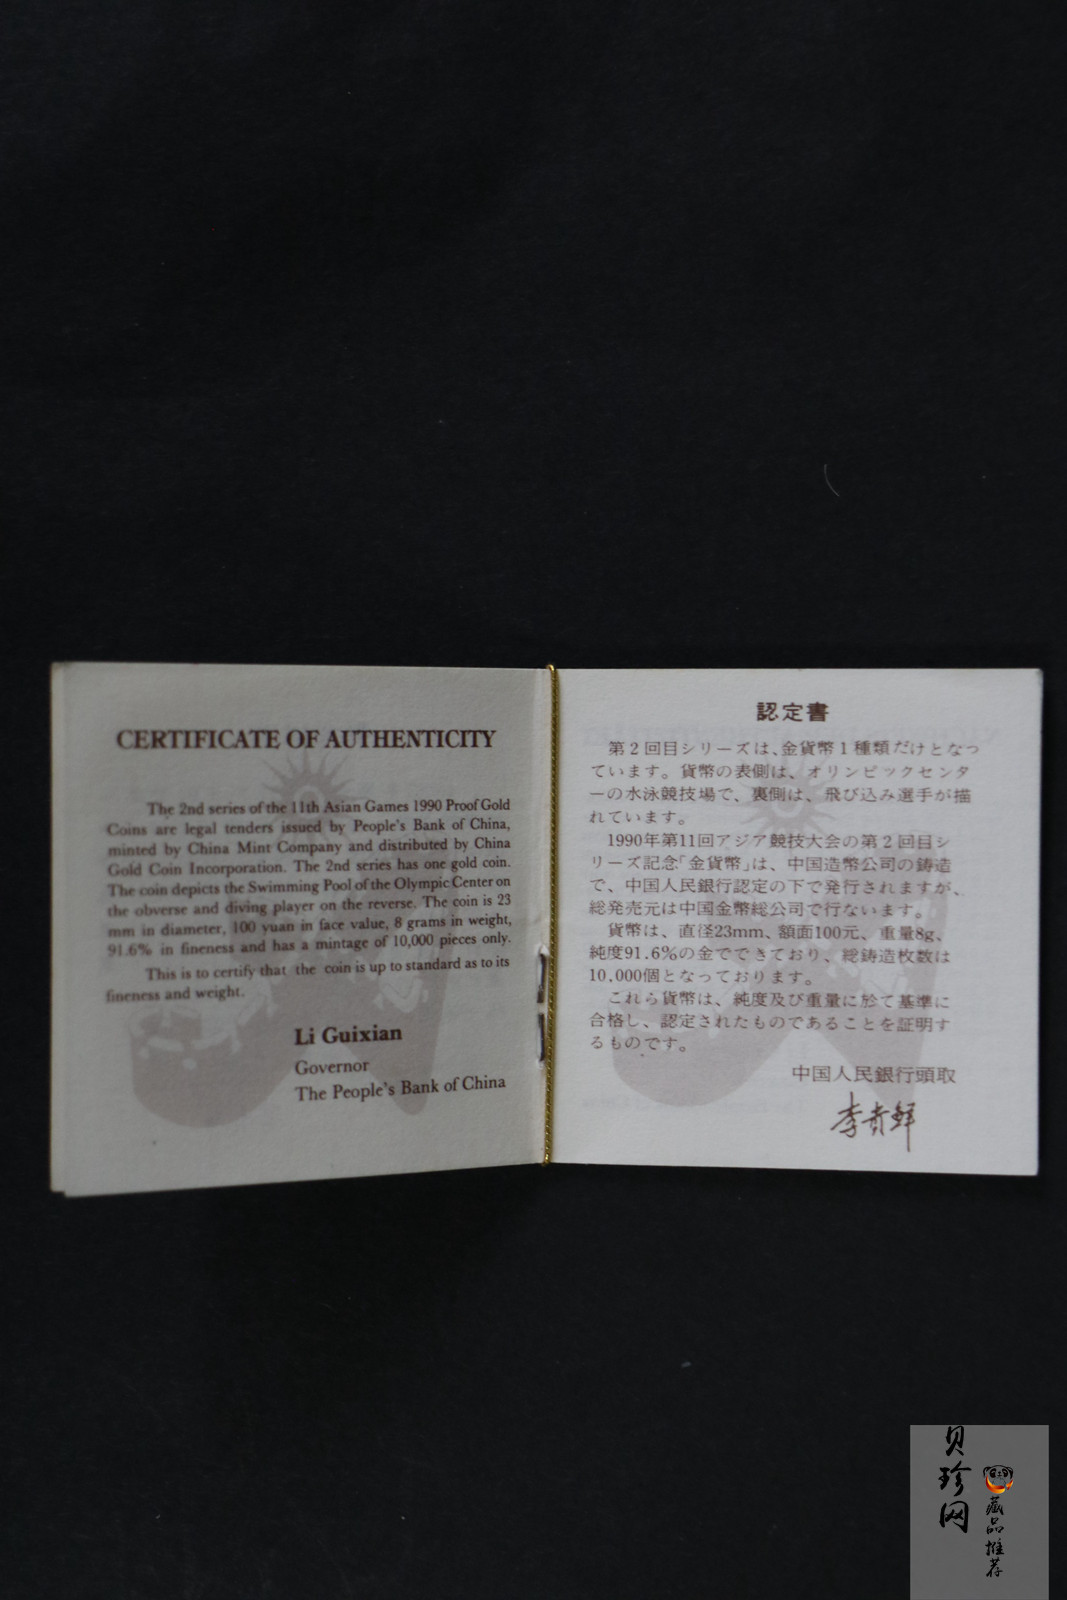 CERTIFICATE OF AUTHENTICITY
The 2nd series of the 11th Asian Games 1990 Proof Gold
Coins are legal tenders issued by People's Bank of China,
minted by China Mint Company and distributed by China
Gold Coin Incorporation. The 2nd series has one gold coin.
The coin depicts the Swimming Pool of the Olympic Center on
the obverse and diving player on the reverse. The coin is 23
mm in diameter, 100 yuan in face value, 8 grams in weight,
91.6% in fineness and has a mintage of 10,000 pieces only.
This is to certify that the coin is up to standard as to its
fineness and weight.
Li Guixian
Governor
The People's Bank of China
認定書
第2回目シリーズは、金貨幣1種類だけとなっ
ています。貨幣の表側は、オリンピックセンタ
ーの水泳競技場で、裏側は、飛び込み選手が描
れています。
1990年第11回アジア競技大会の第2回目シ
リーズ記念「金貨幣」は、中国造幣公司の鋳造
で、中国人民銀行認定の下で発行されますが、
総発売元は中国金幣総公司で行ないます。
貨幣は、直径23mm、額面100元、重量8g、
純度91.6%の金でできており、総鋳造枚数は
10,000個となっております。
これら貨幣は、純度及び重量に於て基準に
合格し、認定されたものであることを証明す
るものです。
中国人民銀行頭取
李贵鲜
贝珍网
藏品推荐